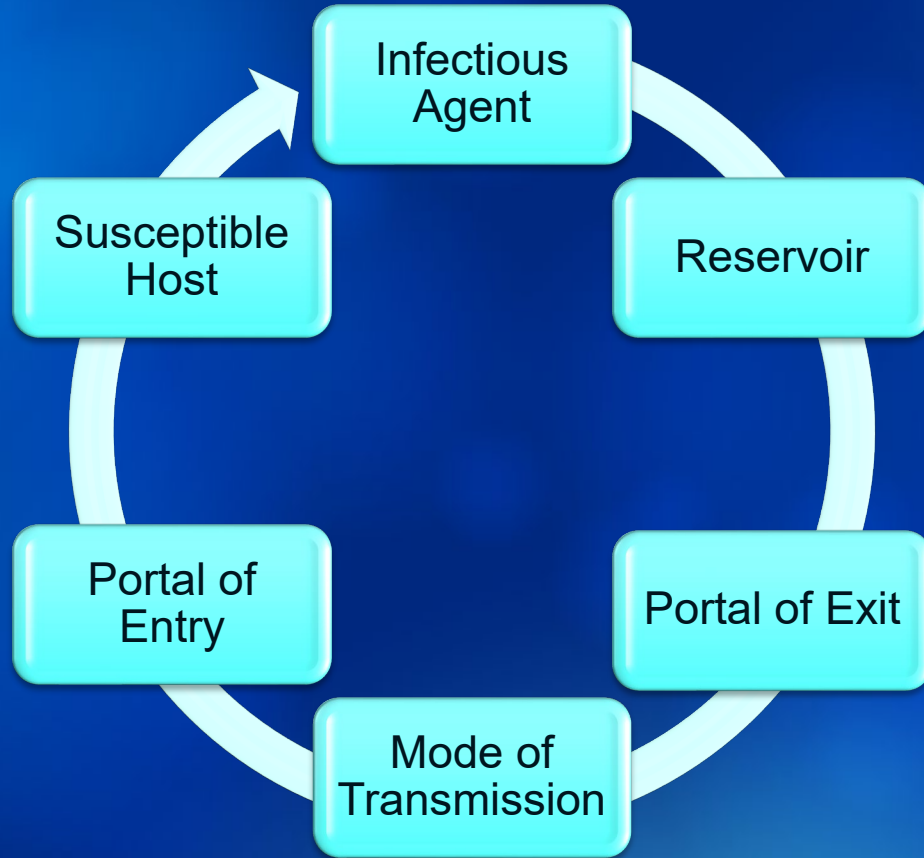 Infectious
Agent
Reservoir
Portal of Exit
Mode of
Transmission
Portal of
Entry
Susceptible
Host